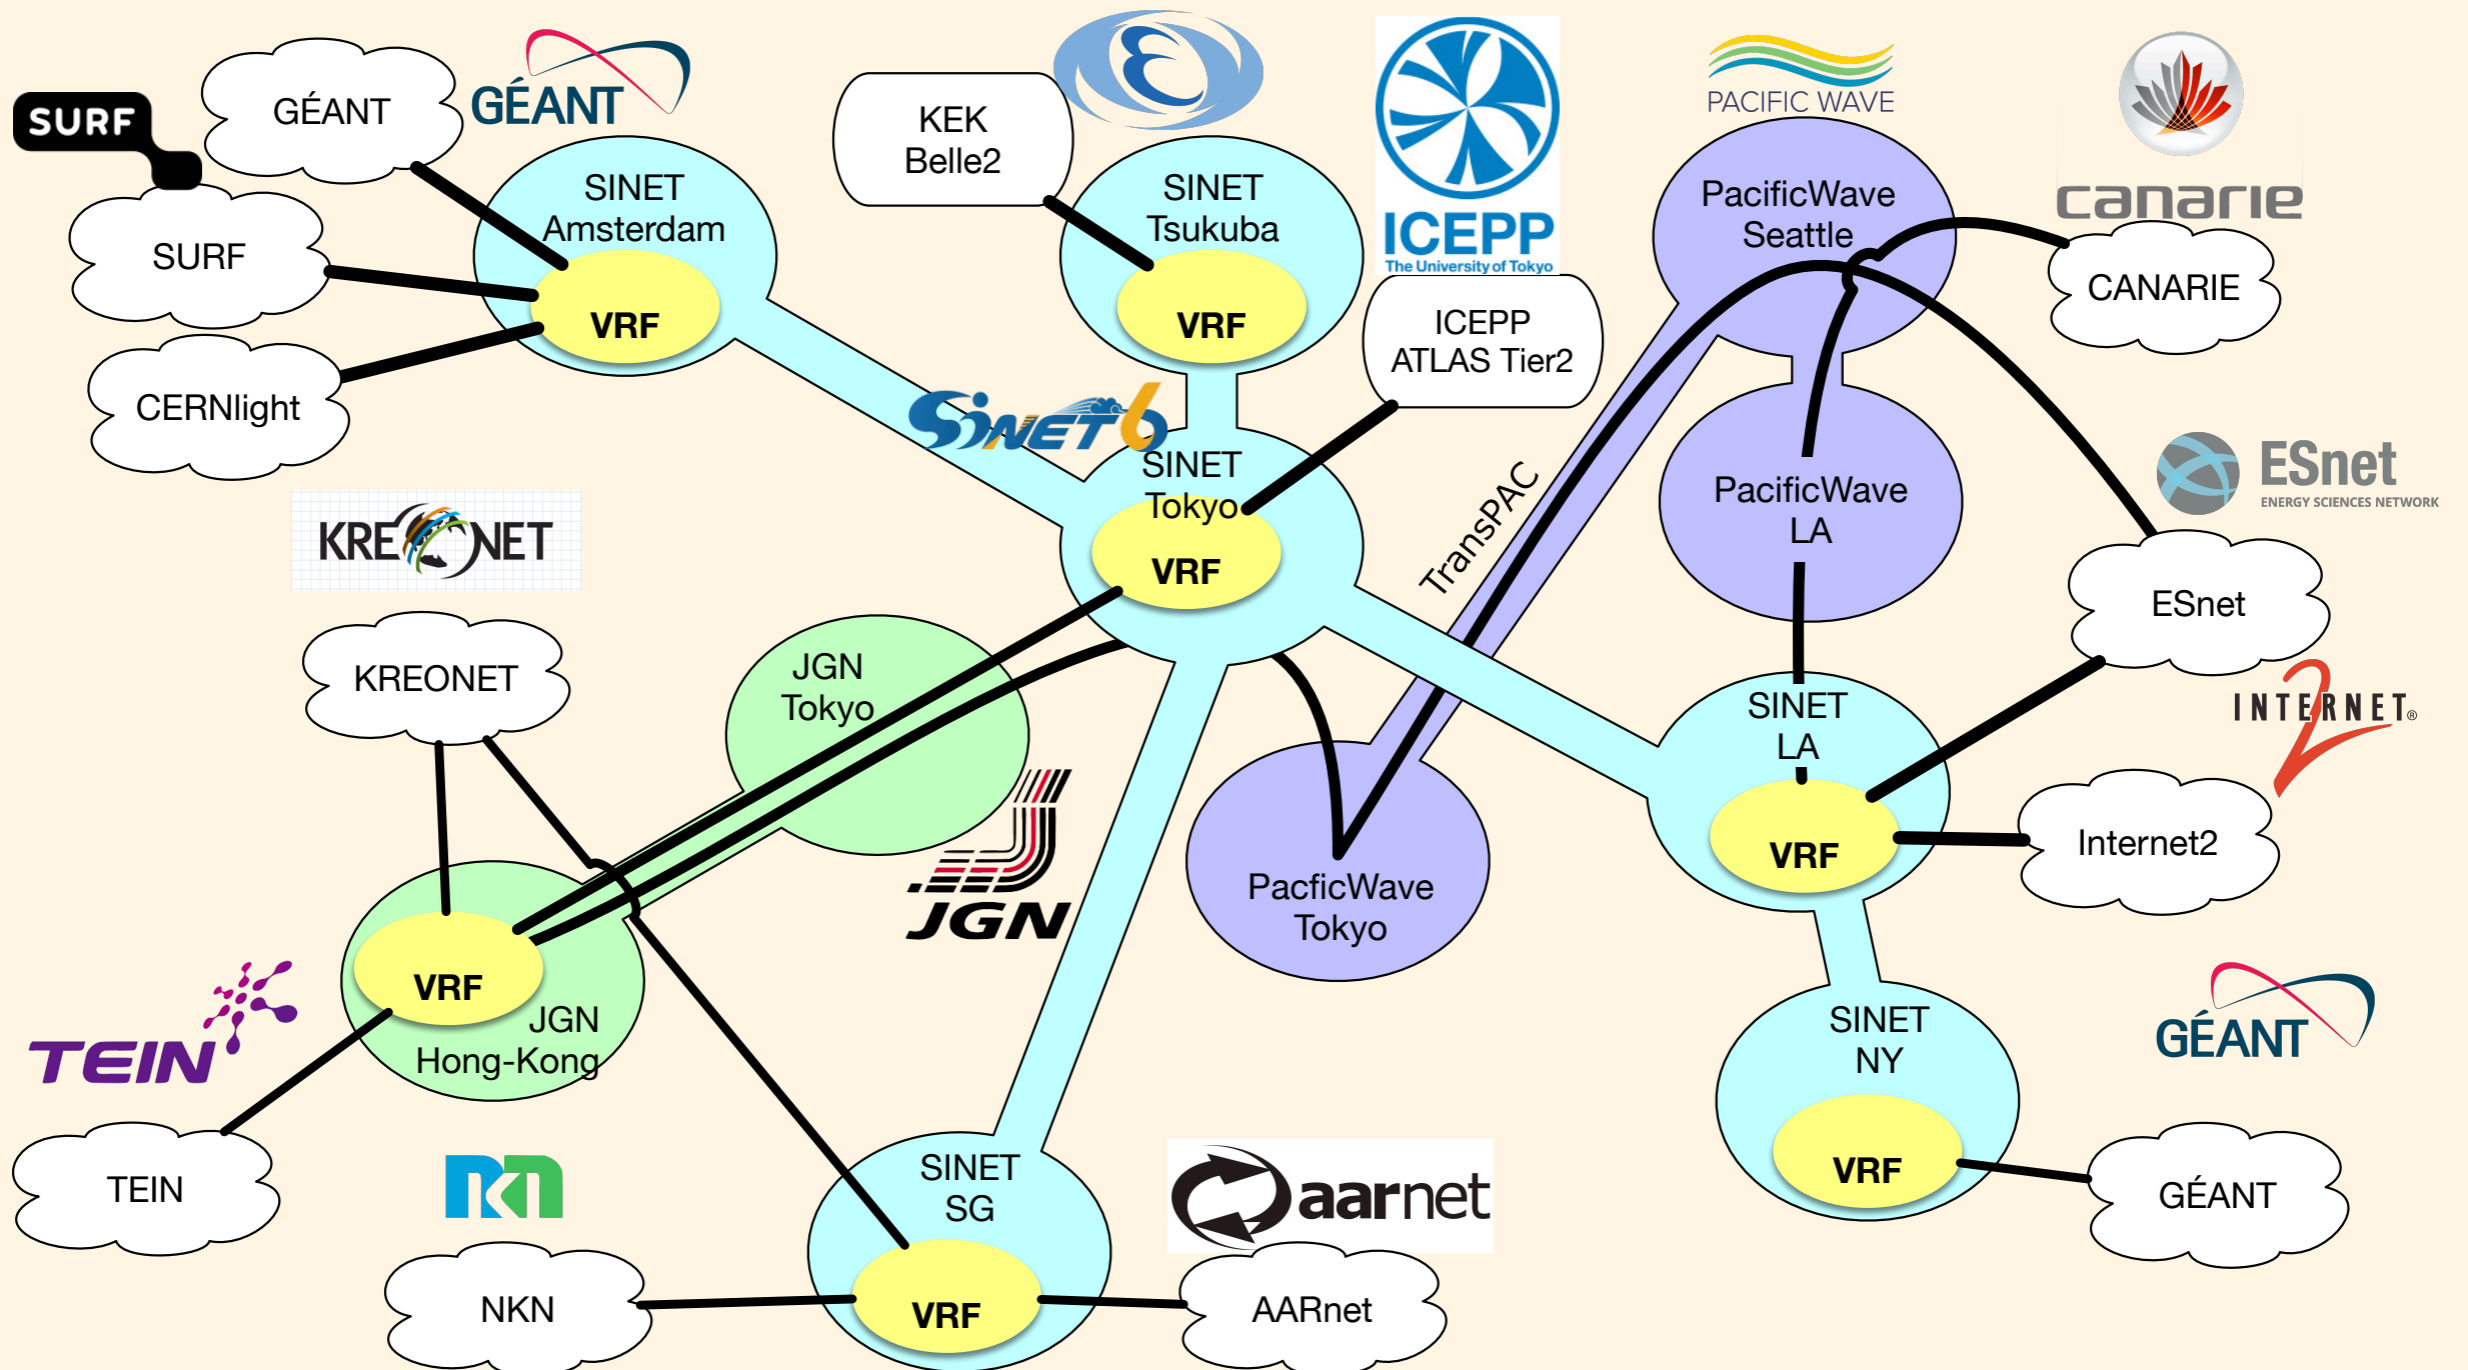 SURF
GÉANT
GÉANT
SURF
CERNlight
SINET
Amsterdam
VRF
KEK
Belle2
SINET
Tsukuba
VRF
ICEPP
The University of Tokyo
ICEPP
ATLAS Tier2
PACIFIC WAVE
PacificWave
Seattle
canarie
CANARIE
SINET6
SINET
Tokyo
VRF
TransPAC
PacificWave
LA
ESnet
ENERGY SCIENCES NETWORK
ESnet
KREONET
KREONET
JGN
Tokyo
JGN
PacficWave
Tokyo
SINET
LA
VRF
INTERNET®
2
Internet2
VRF
JGN
Hong-Kong
TEIN
TEIN
NKN
SINET
SG
VRF
aarnet
AARnet
SINET
NY
VRF
GÉANT
GÉANT